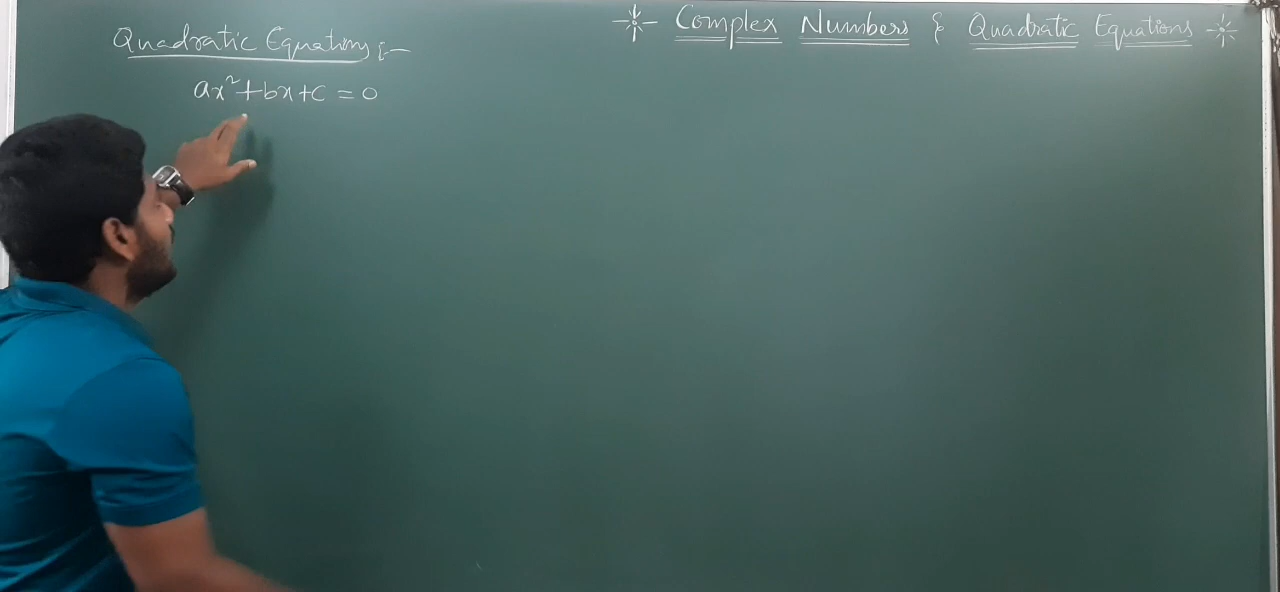 Complex Numbers & Quadratic Equations
Quadratic Equations :-
ax²+bx+c = 0